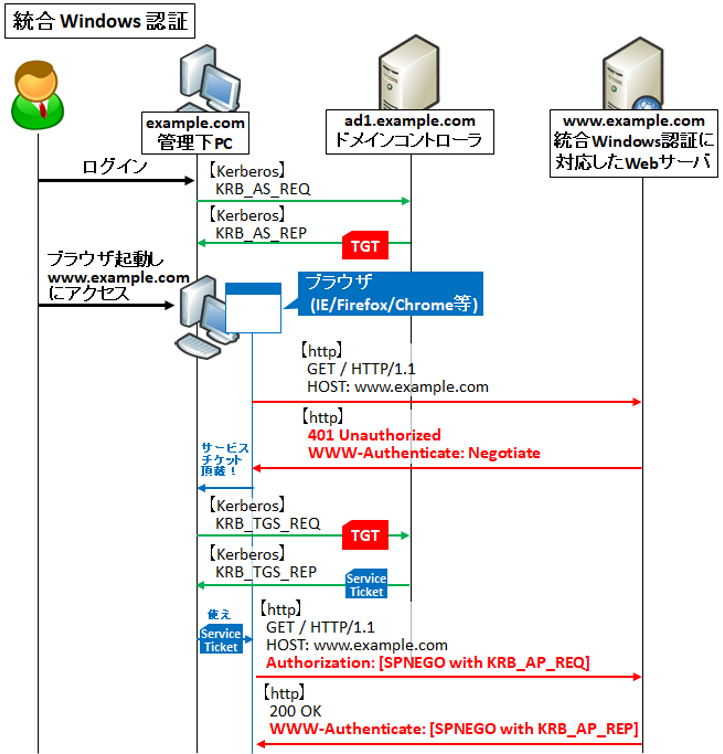 統合 Windows 認証
example.com
管理下PC
ad1.example.com
ドメインコントローラ
www.example.com
統合Windows認証に
対応したWebサーバ
ログイン
【Kerberos】
KRB_AS_REQ
【Kerberos】
KRB_AS_REP
TGT
ブラウザ起動し
www.example.com
にアクセス
ブラウザ
(IE/Firefox/Chrome等)
【http】
GET / HTTP/1.1
HOST: www.example.com
【http】
401 Unauthorized
WWW-Authenticate: Negotiate
サービス
チケット
頂蔵！
【Kerberos】
KRB_TGS_REQ
TGT
【Kerberos】
KRB_TGS_REP
Service
Ticket
使え
Service
Ticket
【http】
GET / HTTP/1.1
HOST: www.example.com
Authorization: [SPNEGO with KRB_AP_REQ]
【http】
200 OK
WWW-Authenticate: [SPNEGO with KRB_AP_REP]